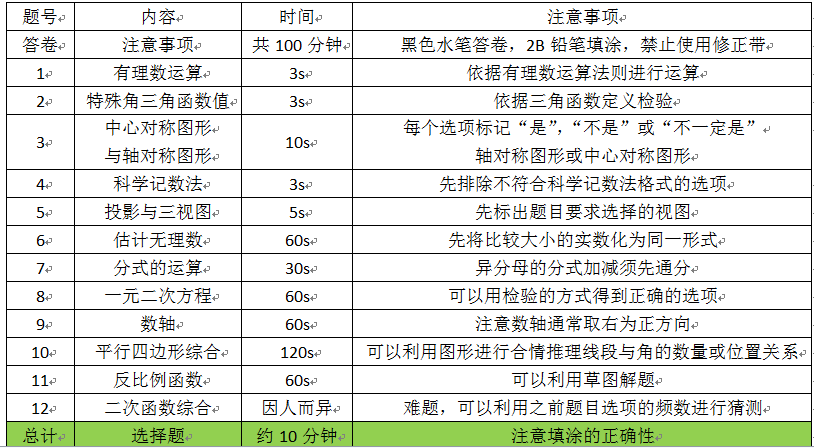 题号 内容 时间 注意事项
答卷 注意事项 共 100 分钟 黑色水笔答卷，2B 铅笔填涂，禁止使用修正带
1 有理数运算 3s 依据有理数运算法则进行运算
2 特殊角三角函数值 3s 依据三角函数定义检验
3 中心对称图形 10s 每个选项标记“是”，“不是”或“不一定是”
与轴对称图形 轴对称图形或中心对称图形
4 科学记数法 3s 先排除不符合科学记数法格式的选项
5 投影与三视图 5s 先标出题目要求选择的视图
6 估计无理数 60s 先将比较大小的实数化为同一形式
7 分式的运算 30s 异分母的分式加减须先通分
8 一元二次方程 60s 可以用检验的方式得到正确的选项
9 数轴 60s 注意数轴通常取右为正方向
10 平行四边形综合 120s 可以利用图形进行合情推理线段与角的数量或位置关系
11 反比例函数 60s 可以利用草图解题
12 二次函数综合 因人而异 难题，可以利用之前题目选项的频数进行猜测
总计 选择题 约 10 分钟 注意填涂的正确性